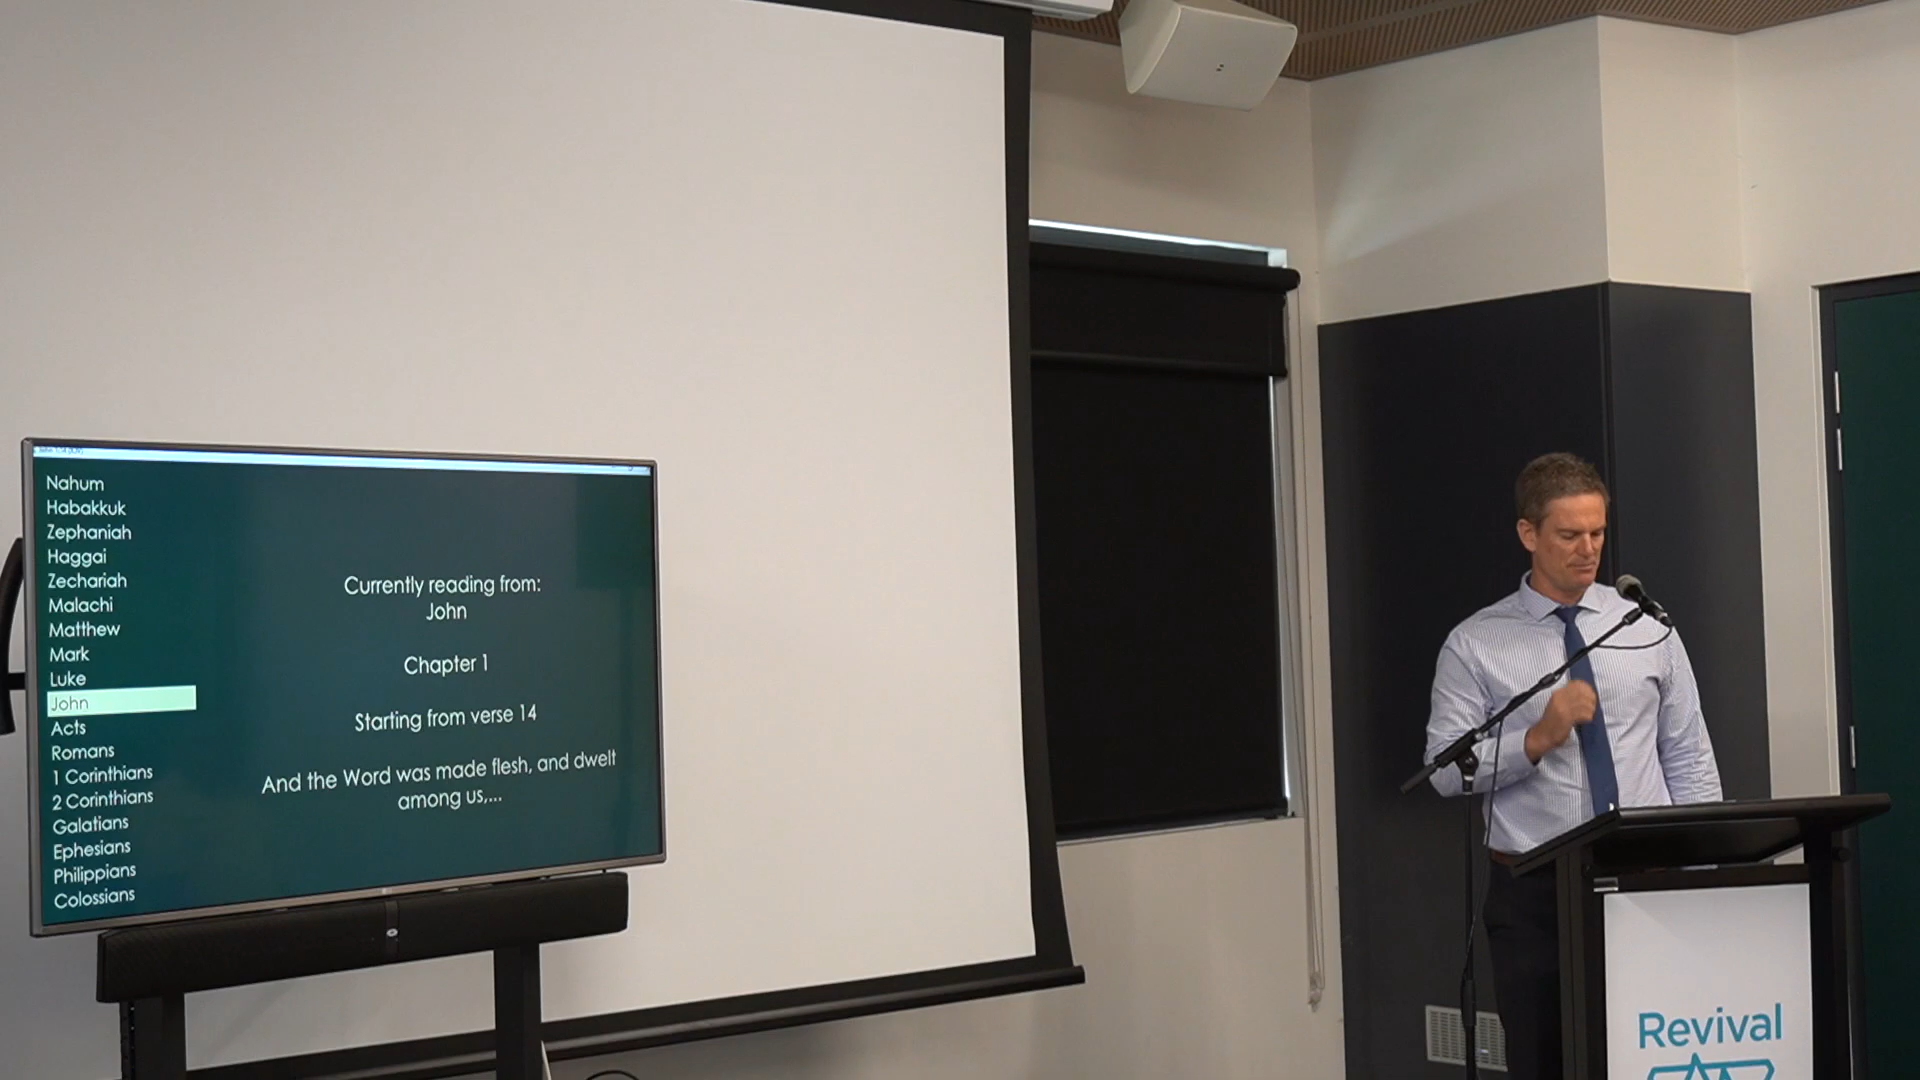 Nahum
Habakkuk
Zephaniah
Haggai
Zechariah
Malachi
Matthew
Mark
Luke
John
Acts
Romans
1 Corinthians
2 Corinthians
Galatians
Ephesians
Philippians
Colossians
Currently reading from:
John
Chapter 1
Starting from verse 14
And the Word was made flesh, and dwelt
among us,...
Revival